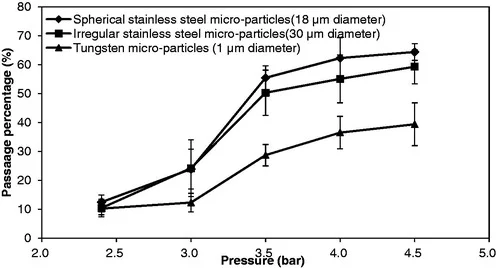 80
70
60
50
40
30
20
10
0
Passaage percentage (%)
Spherical stainless steel micro-particles(18 µm diameter)
Irregular stainless steel micro-particles(30 µm diameter)
Tungsten micro-particles (1 µm diameter)
2.0 2.5 3.0 3.5 4.0 4.5 5.0
Pressure (bar)